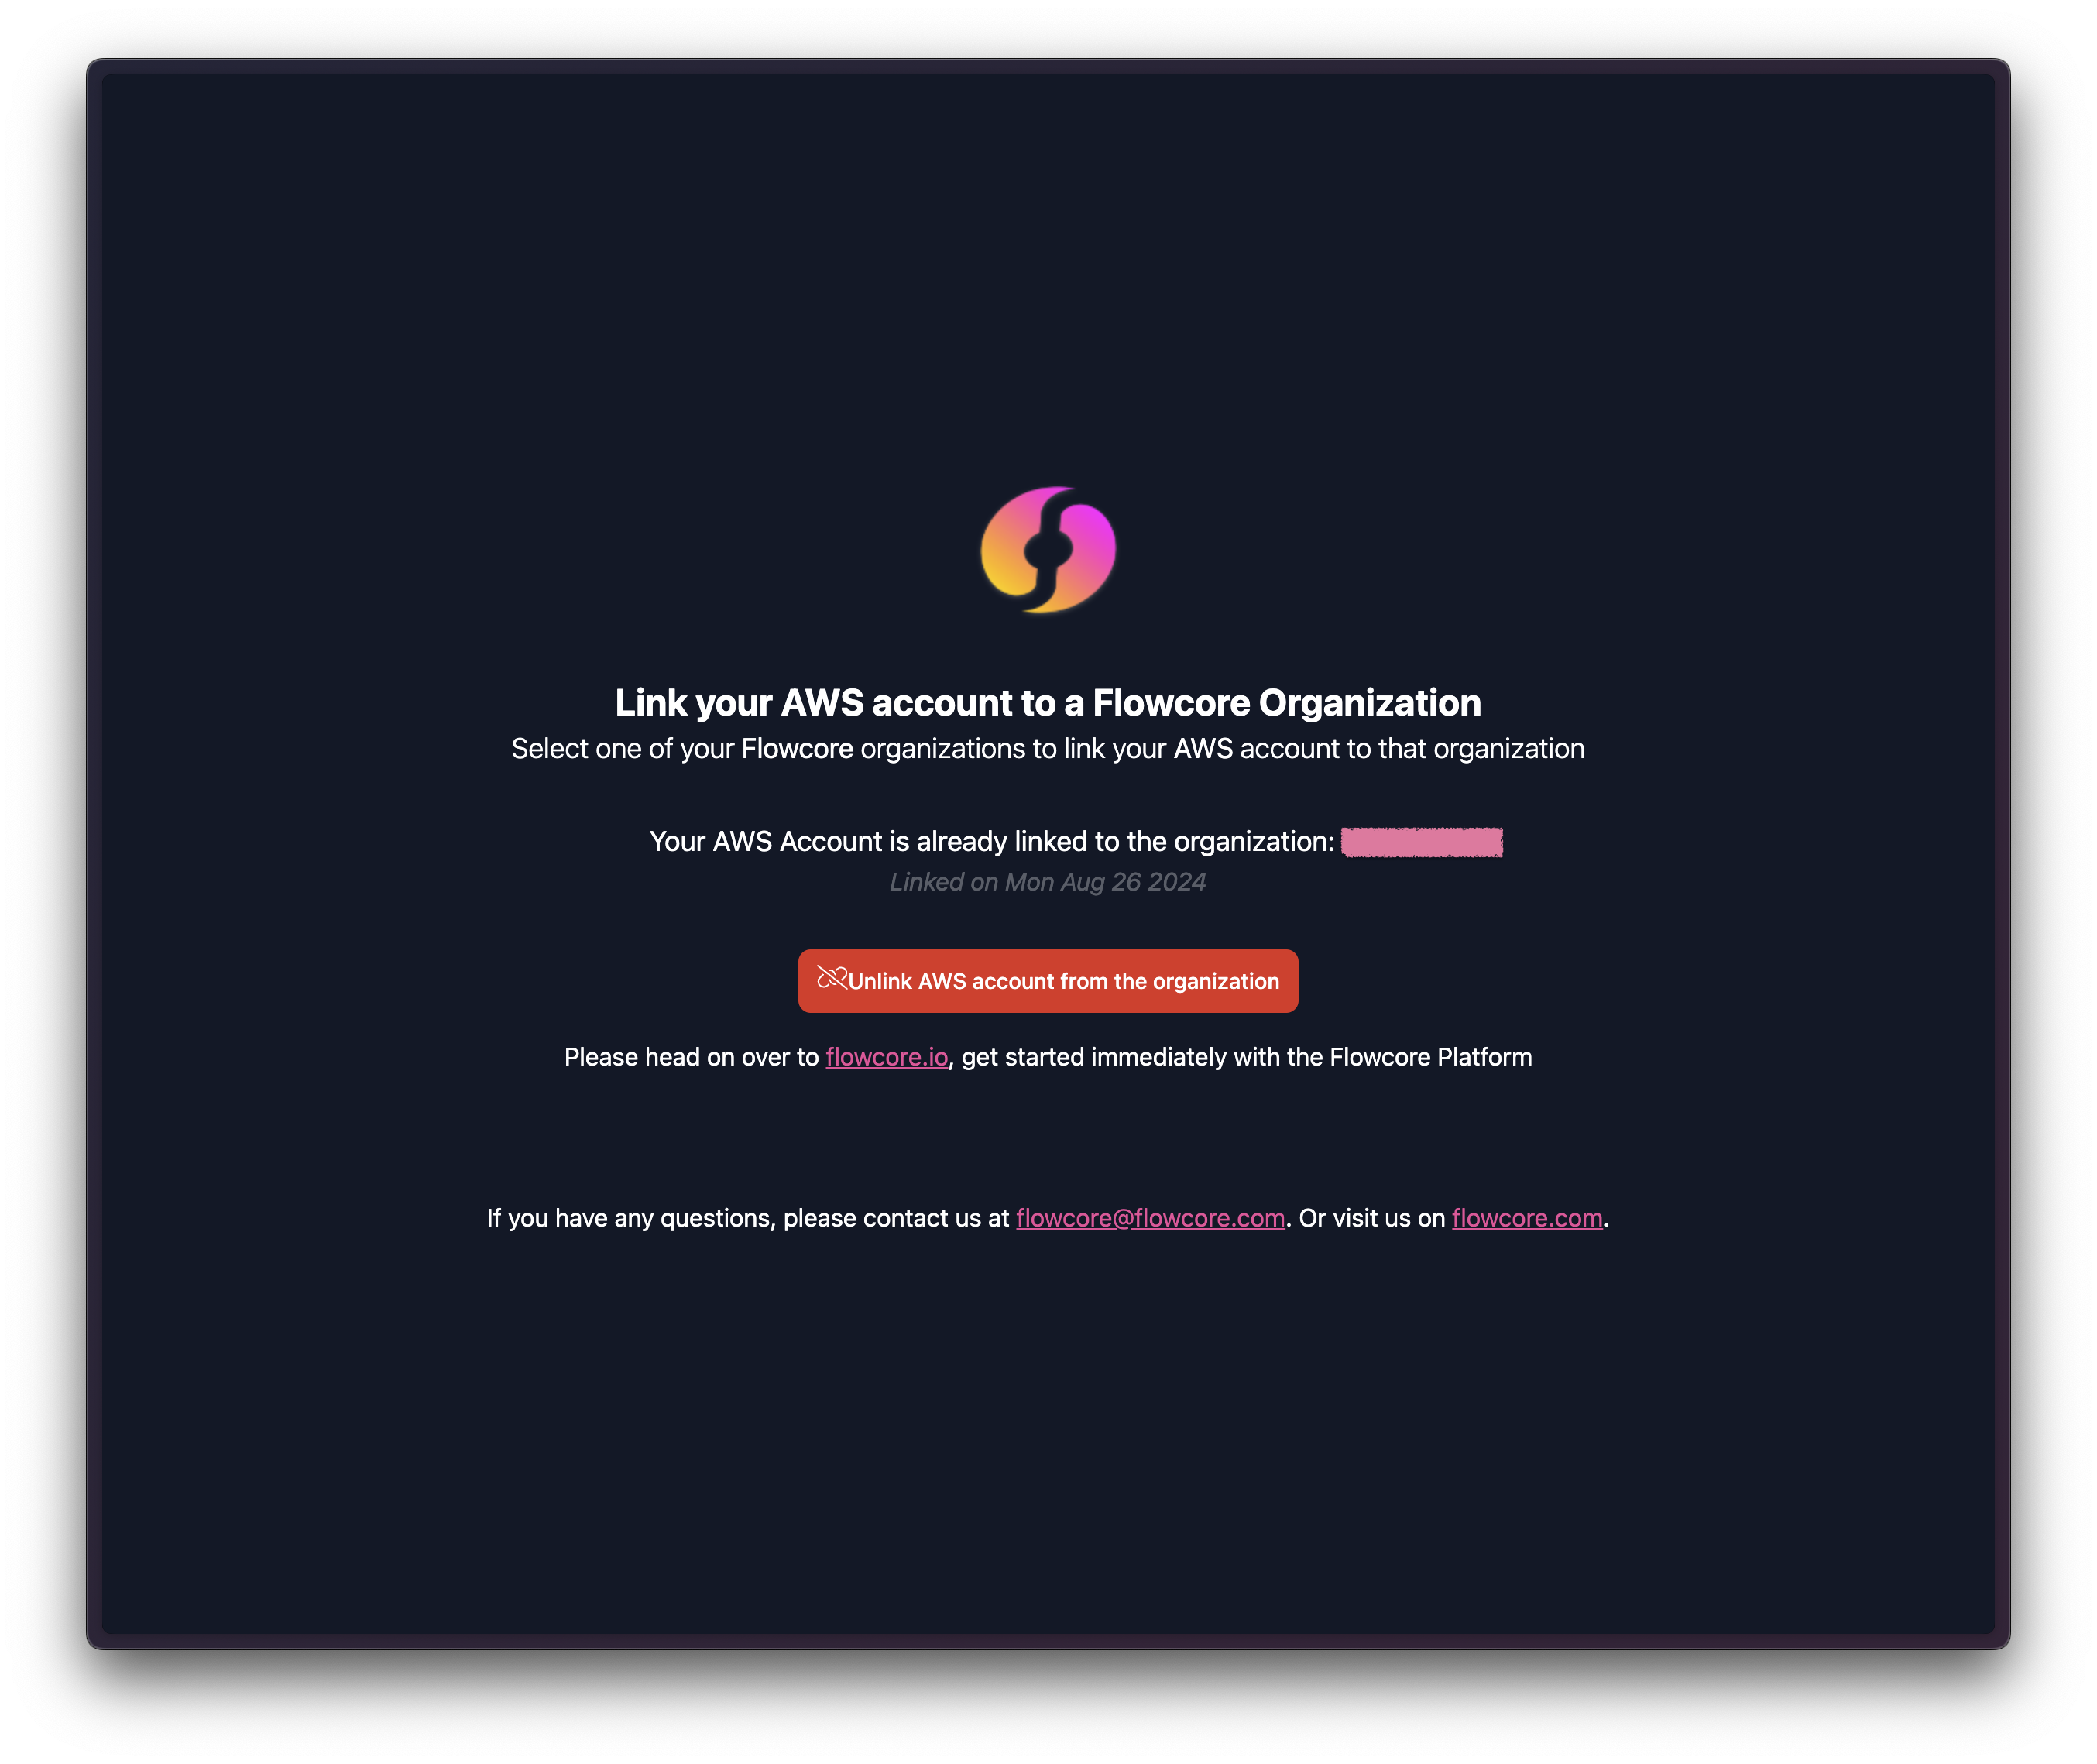 Link your AWS account to a Flowcore Organization
Select one of your Flowcore organizations to link your AWS account to that organization
Your AWS Account is already linked to the organization:
Linked on Mon Aug 26 2024
Unlink AWS account from the organization
Please head on over to flowcore.io, get started immediately with the Flowcore Platform
If you have any questions, please contact us at flowcore@flowcore.com. Or visit us on flowcore.com.